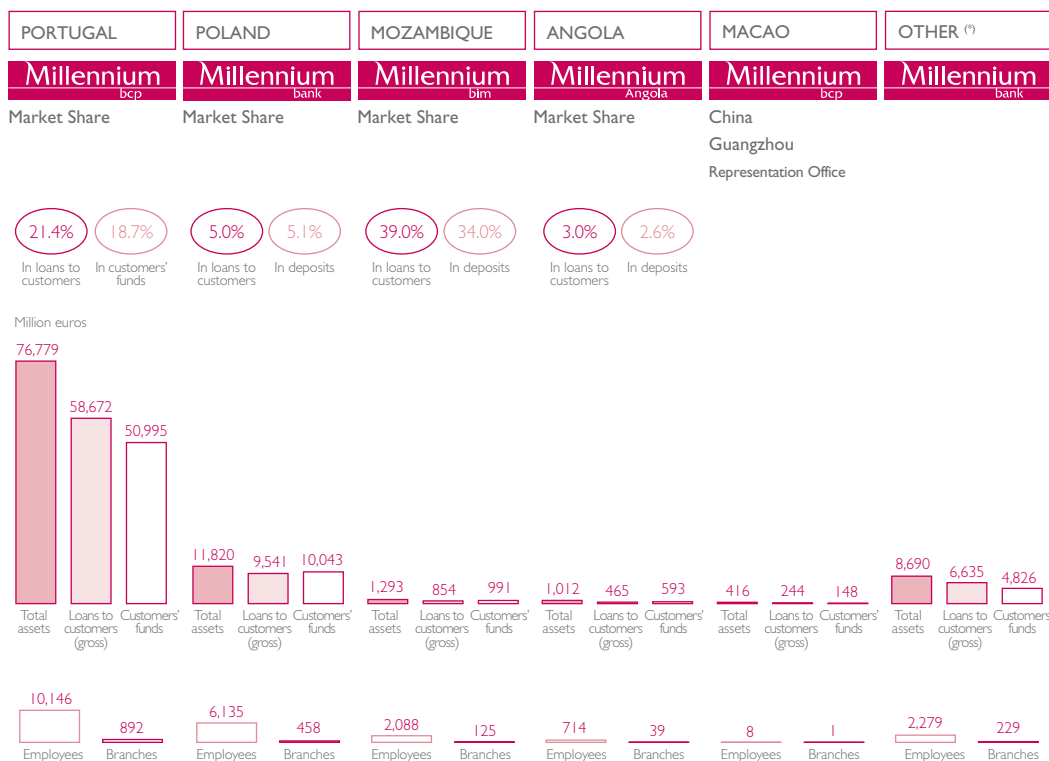 PORTUGAL
Millennium
bcp
Market Share
21.4%
In loans to
customers
18.7%
In customers'
funds
Million euros
76,779
Total
assets
58,672
Loans to
customers
(gross)
50,995
Customers'
funds
10,146
Employees
892
Branches
POLAND
Millennium
bank
Market Share
5.0%
In loans to
customers
5.1%
In deposits
11,820
Total
assets
9,541
Loans to
customers
(gross)
10,043
Customers'
funds
6,135
Employees
458
Branches
MOZAMBIQUE
Millennium
bim
Market Share
39.0%
In loans to
customers
34.0%
In deposits
1,293
Total
assets
854
Loans to
customers
(gross)
991
Customers'
funds
2,088
Employees
125
Branches
ANGOLA
Millennium
Angola
Market Share
3.0%
In loans to
customers
2.6%
In deposits
1,012
Total
assets
465
Loans to
customers
(gross)
593
Customers'
funds
714
Employees
39
Branches
MACAO
Millennium
bcp
China
Guangzhou
Representation Office
416
Total
assets
244
Loans to
customers
(gross)
148
Customers'
funds
8
Employees
1
Branches
OTHER (*)
Millennium
bank
8,690
Total
assets
6,635
Loans to
customers
(gross)
4,826
Customers'
funds
2,279
Employees
229
Branches